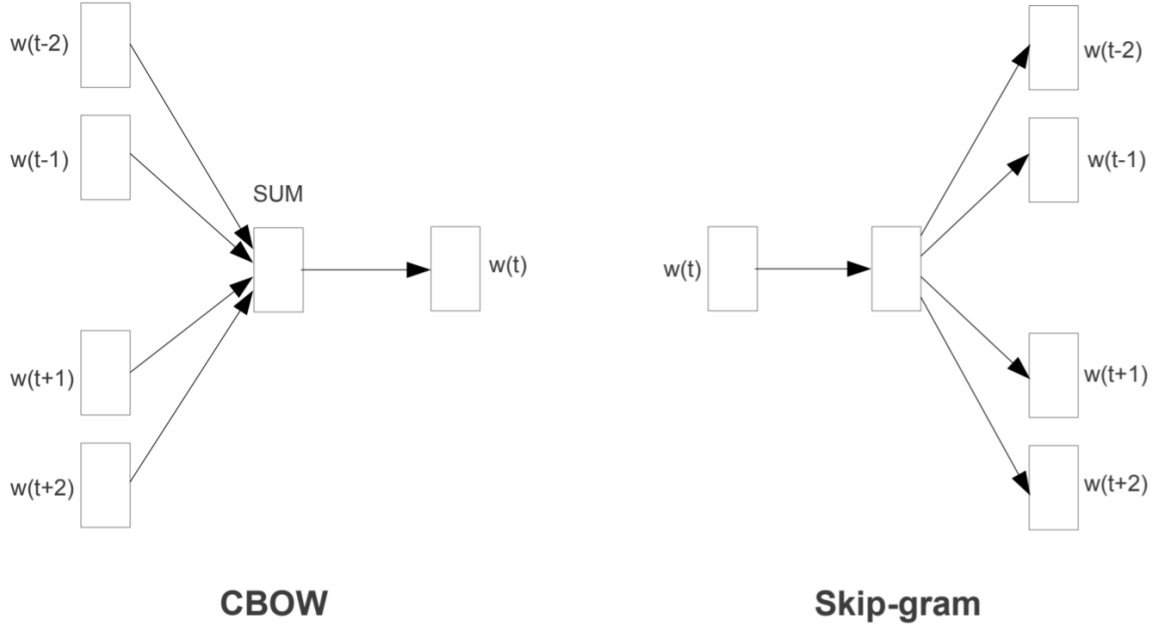 w(t-2)
w(t-1)
SUM
w(t)
w(t+1)
w(t+2)
CBOW
w(t-2)
w(t-1)
w(t)
w(t+1)
w(t+2)
Skip-gram